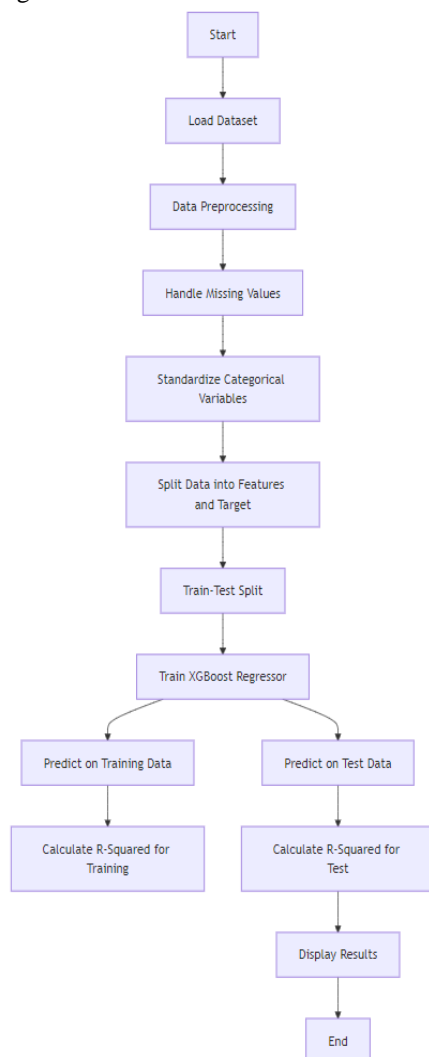 Start
Load Dataset
Data Preprocessing
Handle Missing Values
Standardize Categorical
Variables
Split Data into Features
and Target
Train-Test Split
Train XGBoost Regressor
Predict on Training Data
Predict on Test Data
Calculate R-Squared for
Training
Calculate R-Squared for
Test
Display Results
End